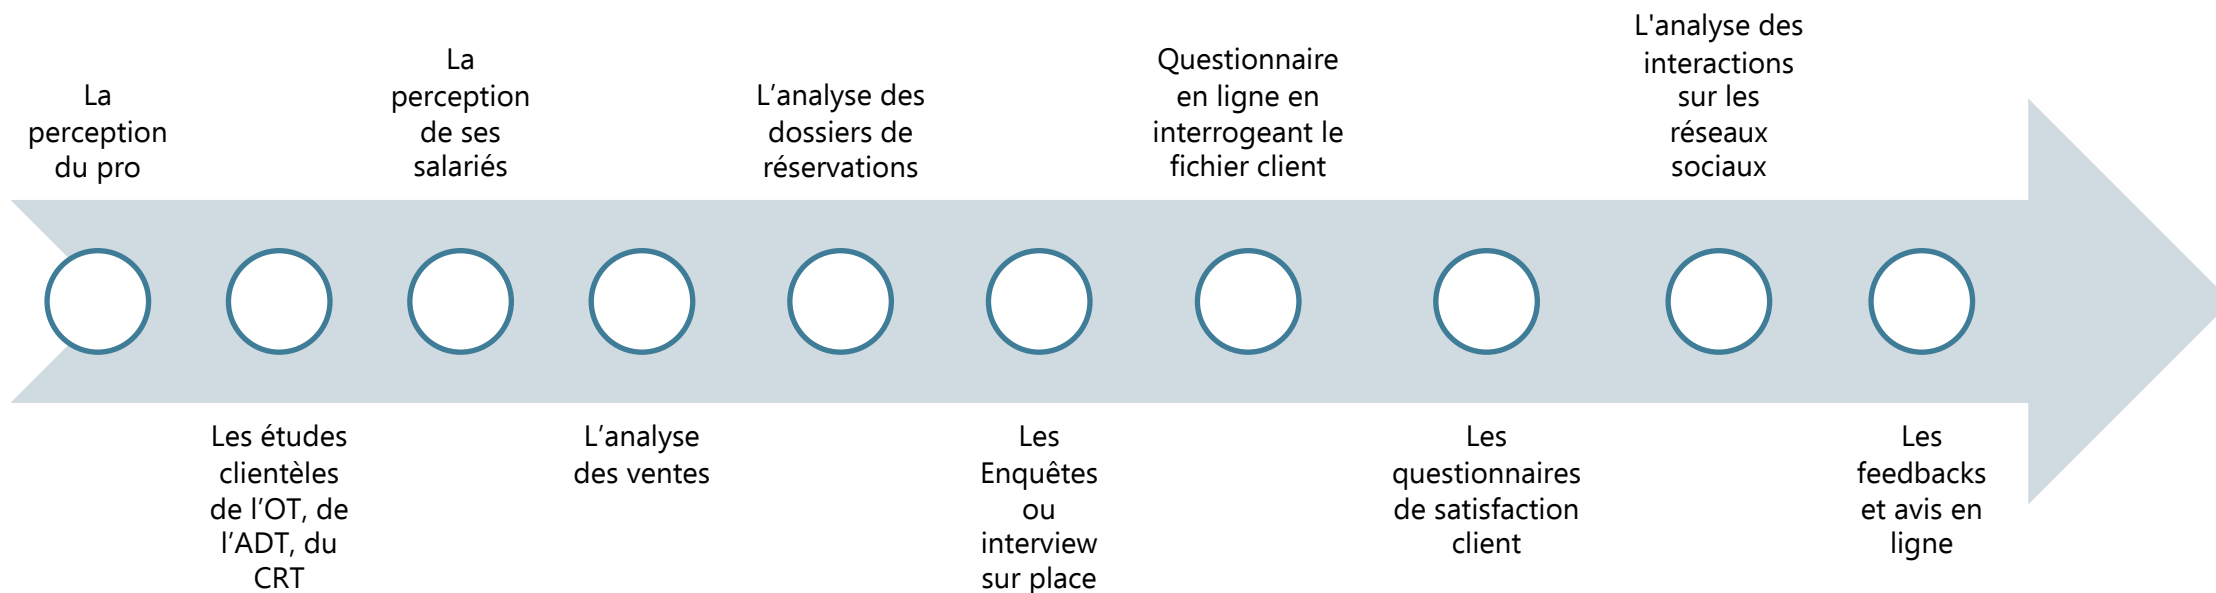 La
perception
du pro
Les études
clientèles
de l’OT, de
l’ADT, du
CRT
La
perception
de ses
salariés
L’analyse
des ventes
L’analyse des
dossiers de
réservations
Les
Enquêtes
ou
interview
sur place
Questionnaire
en ligne en
interrogeant le
fichier client
Les
questionnaires
de satisfaction
client
L'analyse des
interactions
sur les
réseaux
sociaux
Les
feedbacks
et avis en
ligne